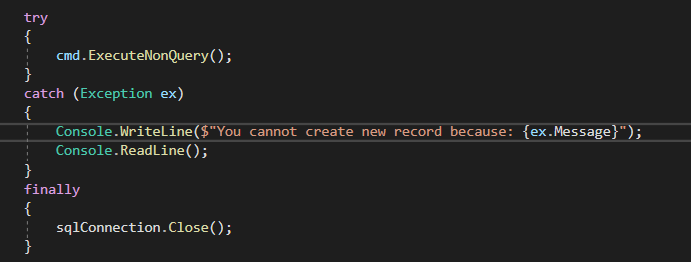 try
{
cmd.ExecuteNonQuery();
}
catch (Exception ex)
{
Console.WriteLine($"You cannot create new record because: {ex.Message}");
Console.ReadLine();
}
finally
{
sqlConnection.Close();
}